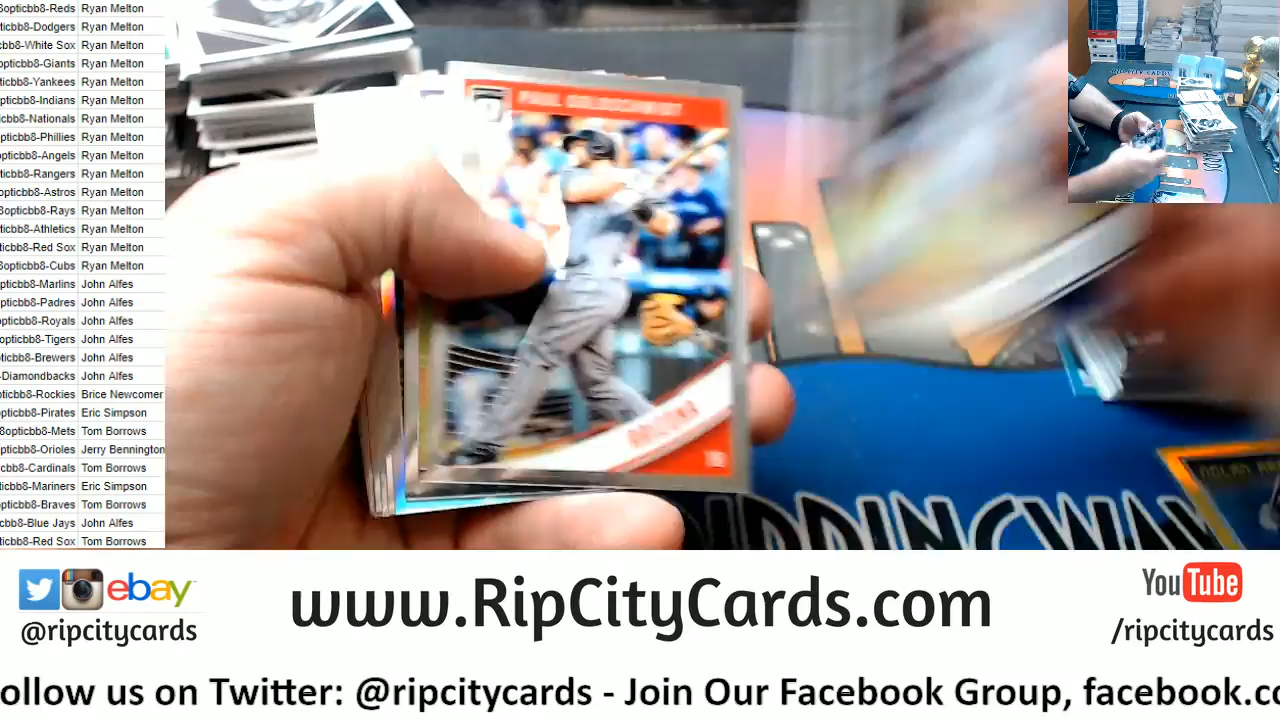 8opticbb8-Reds Ryan Melton
pticbb8-Dodgers Ryan Melton
cbb8-White Sox Ryan Melton
pticbb8-Giants Ryan Melton
ticbb8-Yankees Ryan Melton
pticbb8-Indians Ryan Melton
cbb8-Nationals Ryan Melton
pticbb8-Phillies Ryan Melton
pticbb8-Angels Ryan Melton
ticbb8-Rangers Ryan Melton
opticbb8-Astros Ryan Melton
8opticbb8-Rays Ryan Melton
ticbb8-Athletics Ryan Melton
ticbb8-Red Sox Ryan Melton
8opticbb8-Cubs Ryan Melton
pticbb8-Marlins John Alfes
pticbb8-Padres John Alfes
opticbb8-Royals John Alfes
opticbb8-Tigers John Alfes
pticbb8-Brewers John Alfes
-Diamondbacks John Alfes
pticbb8-Rockies Brice Newcomer
pticbb8-Pirates Eric Simpson
8opticbb8-Mets Tom Borrows
opticbb8-Orioles Jerry Bennington
cbb8-Cardinals Tom Borrows
icbb8-Mariners Eric Simpson
opticbb8-Braves Tom Borrows
cbb8-Blue Jays John Alfes
ticbb8-Red Sox Tom Borrows
PAUL GOLDSCHMIDT
ARIZONA
RIPPINGWAX
NOLAN AR
ebay
@ripcitycards
www.RipCityCards.com
YouTube
/ripcitycards
ollow us on Twitter: @ripcitycards - Join Our Facebook Group, facebook.co